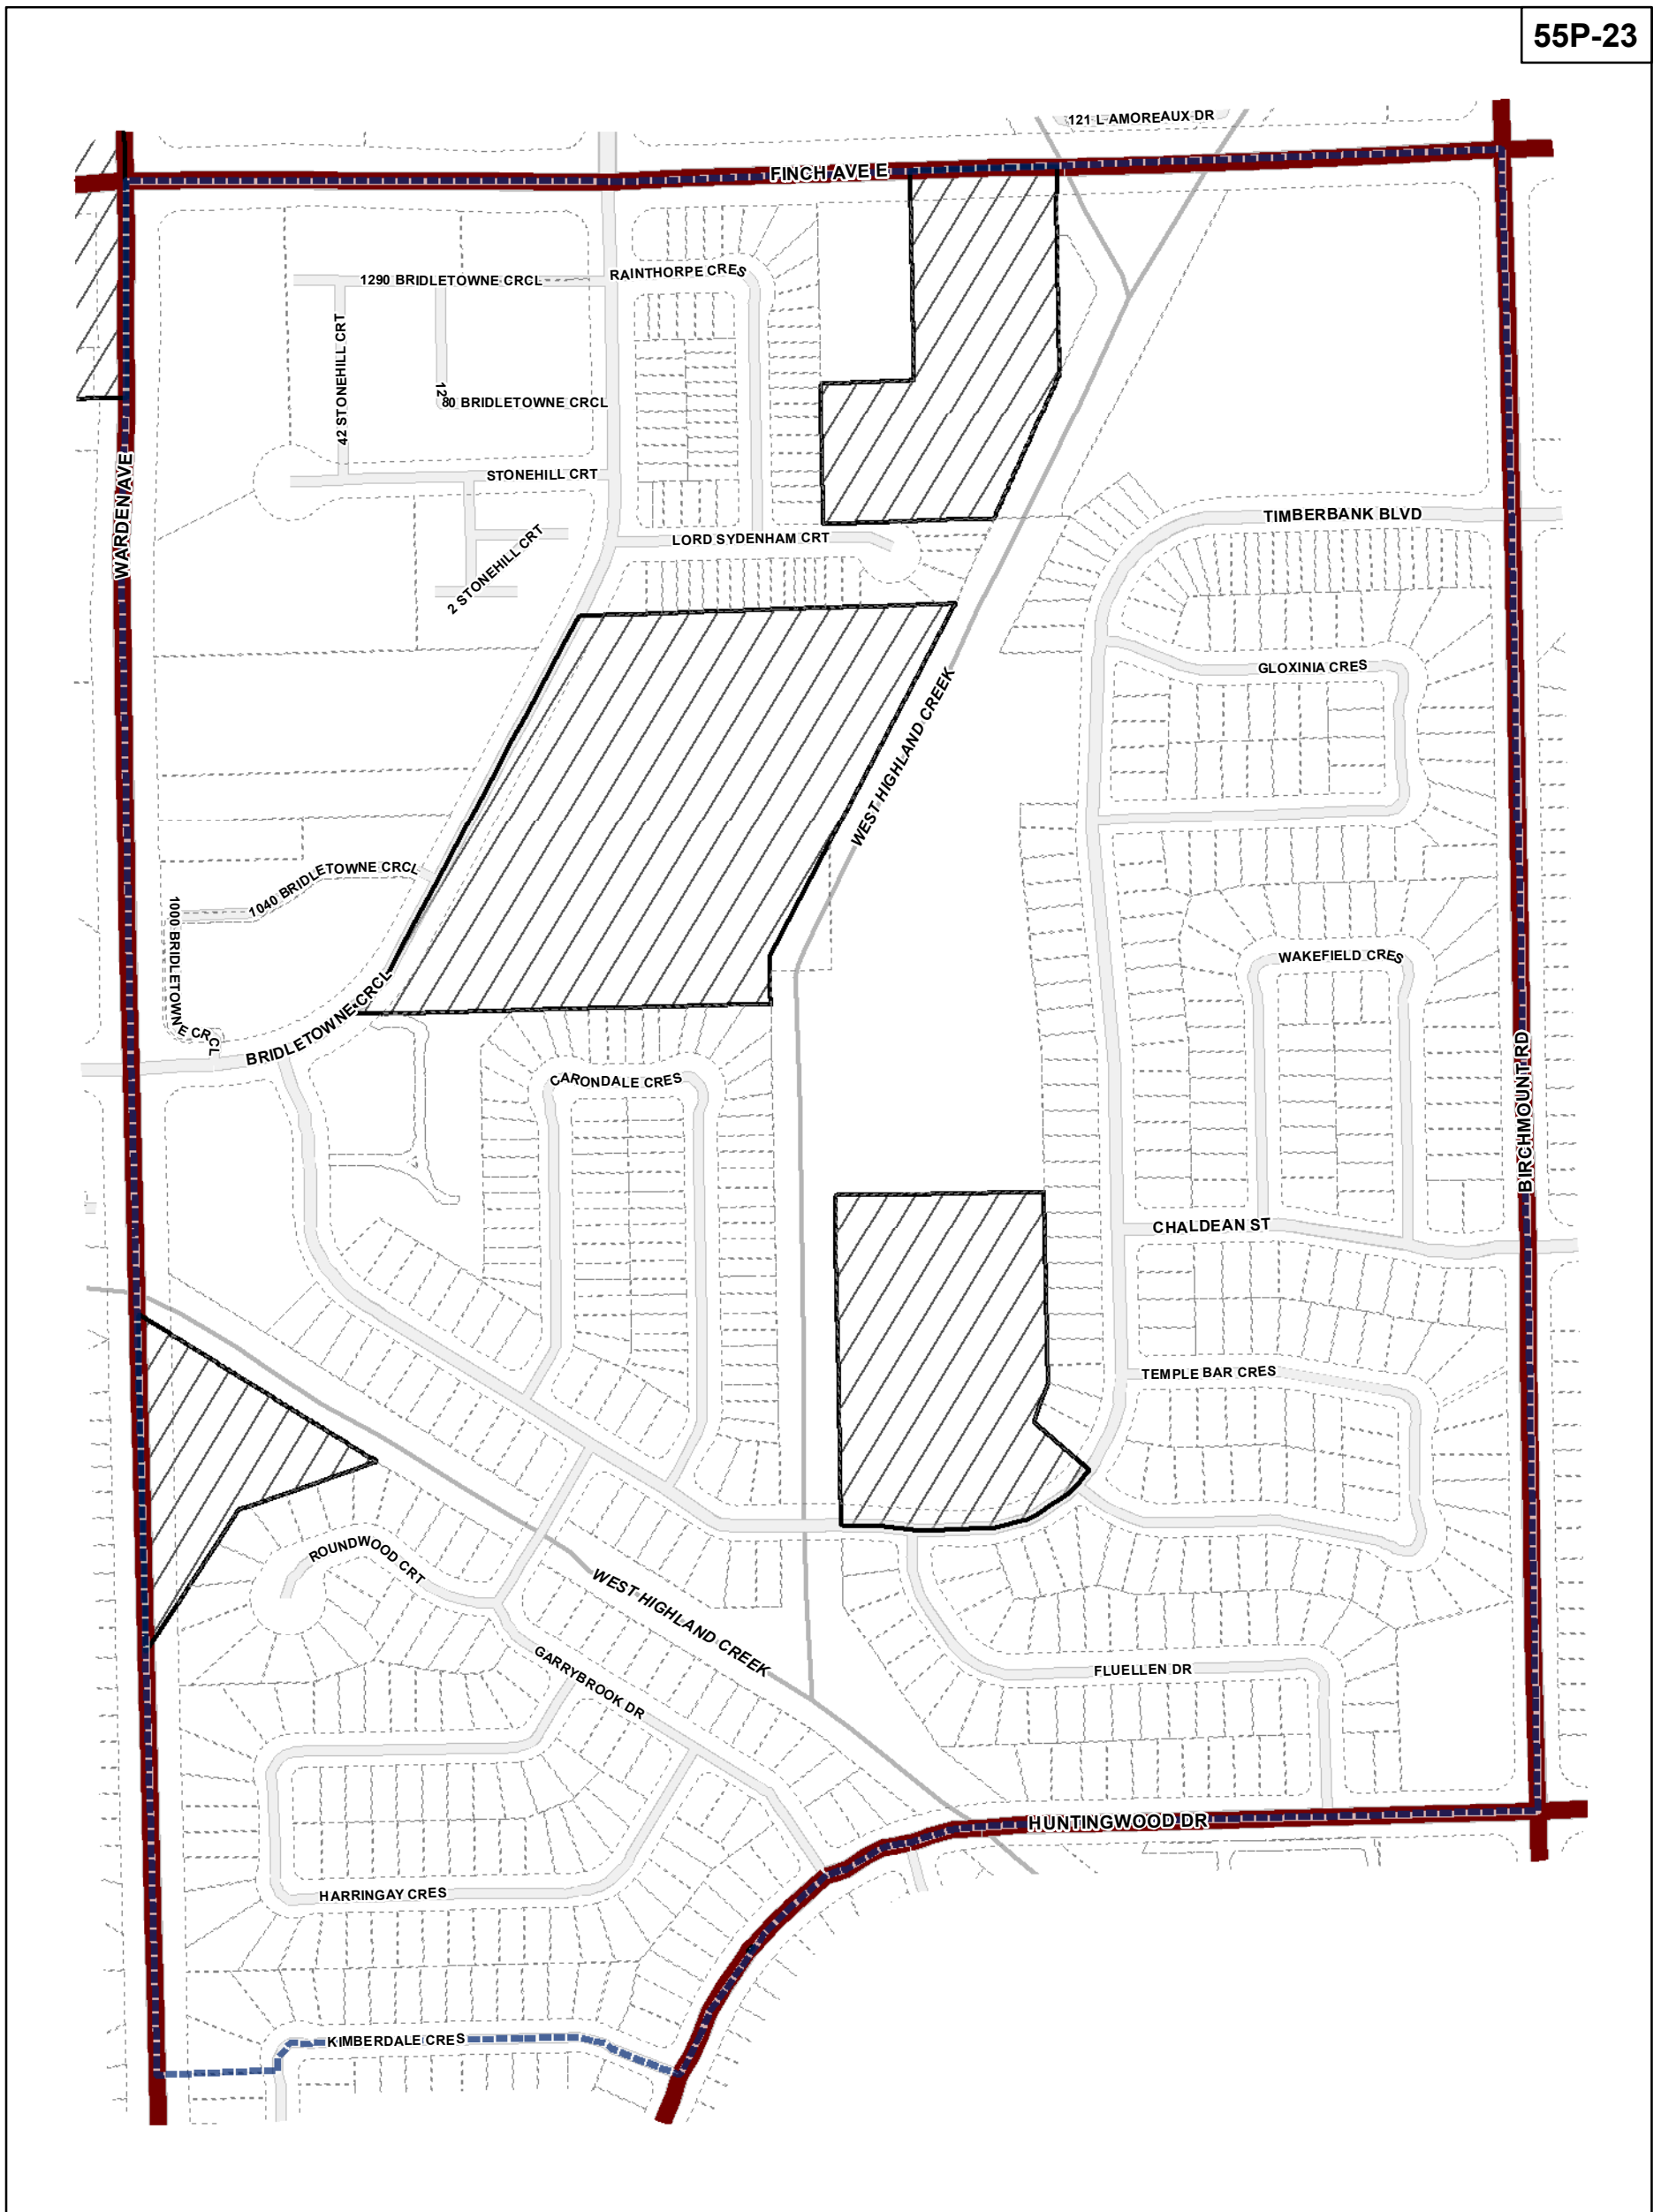 55P-23
121 L AMOREAUX DR
FINCH AVE E
1290 BRIDLETOWNE CRCL
RAINTHORPE CRES
42 STONEHILL CRT
1280 BRIDLETOWNE CRCL
WARDEN AVE
STONEHILL CRT
TIMBERBANK BLVD
LORD SYDENHAM CRT
2 STONEHILL CRT
GLOXINIA CRES
WEST HIGHLAND CREEK
1040 BRIDLETOWNE CRCL
1000 BRIDLETOWNE CRCL
WAKEFIELD CRES
BRIDLETOWNE CRCL
CARONDALE CRES
BIRCHMOUNT RD
CHALDEAN ST
TEMPLE BAR CRES
ROUNDWOOD CRT
WEST HIGHLAND CREEK
GARRYBROOK DR
FLUELLEN DR
HUNTINGWOOD DR
HARRINGAY CRES
KIMBERDALE CRES